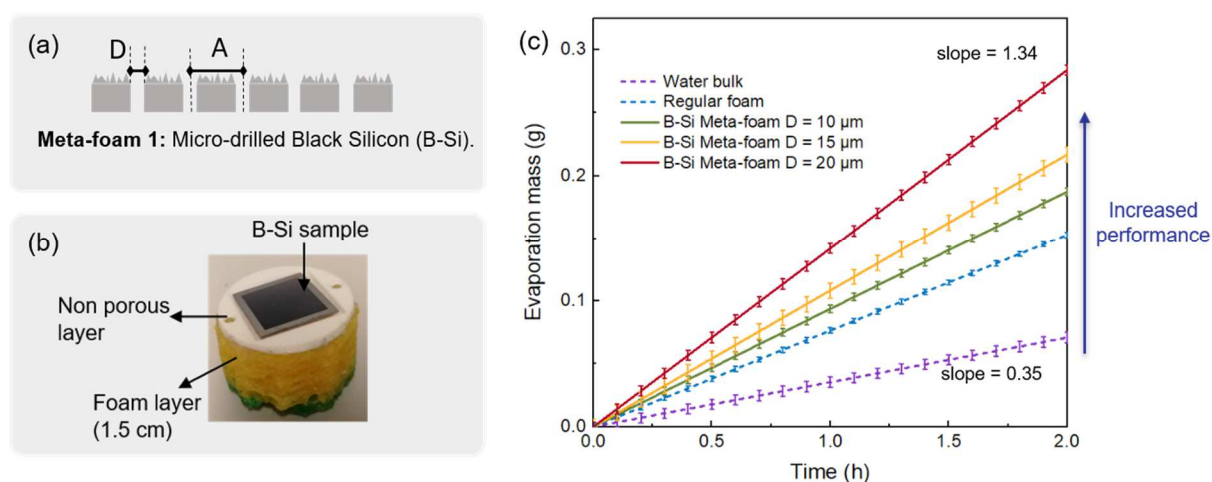 (a)
D
A
Meta-foam 1: Micro-drilled Black Silicon (B-Si).
(b)
B-Si sample
Non porous
layer
Foam layer
(1.5 cm)
(c)
slope = 1.34
Water bulk
Regular foam
B-Si Meta-foam D = 10 µm
B-Si Meta-foam D = 15 µm
B-Si Meta-foam D = 20 µm
slope = 0.35
Evaporation mass (g)
0.3
0.2
0.1
0.0
0.0 0.5 1.0 1.5 2.0
Time (h)
Increased
performance